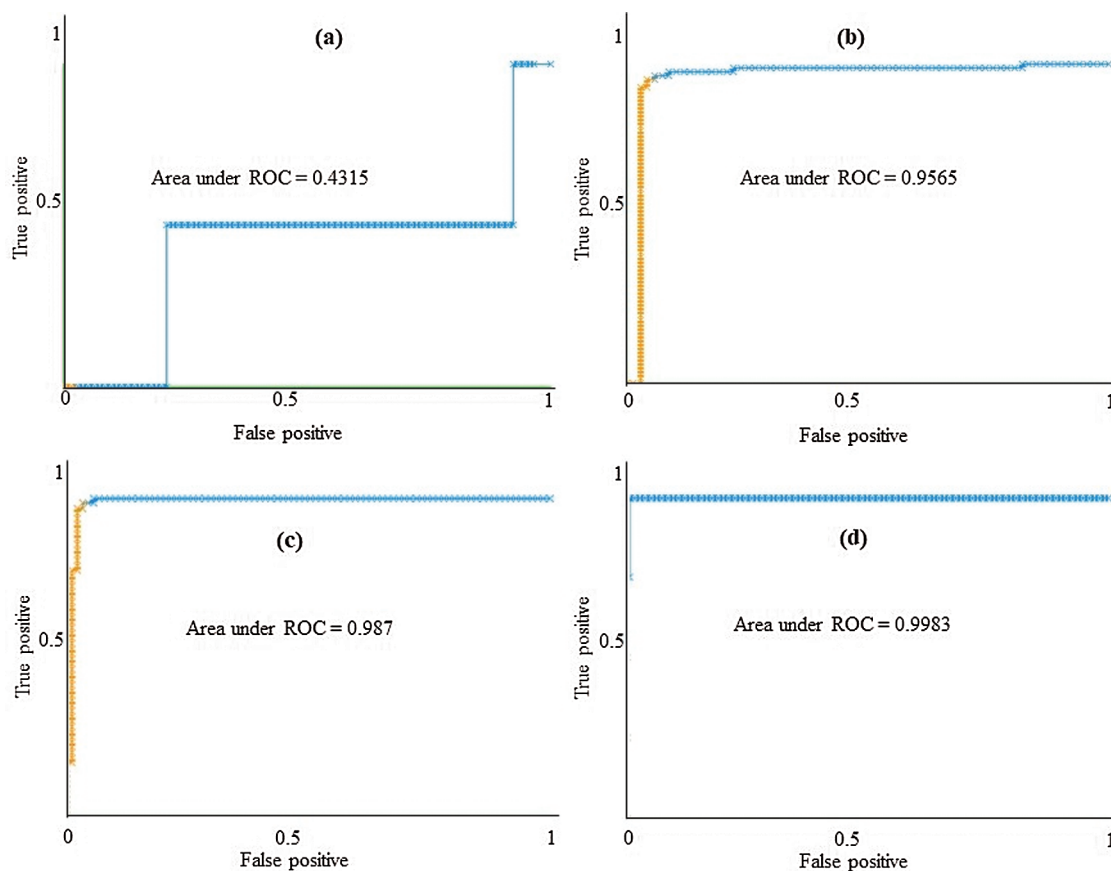 (a)
1
True positive
0.5
Area under ROC = 0.4315
0
0.5
1
False positive
(b)
1
True positive
0.5
Area under ROC = 0.9565
0
0.5
1
False positive
(c)
1
True positive
0.5
Area under ROC = 0.987
0
0.5
1
False positive
(d)
1
True positive
0.5
Area under ROC = 0.9983
0
0.5
1
False positive